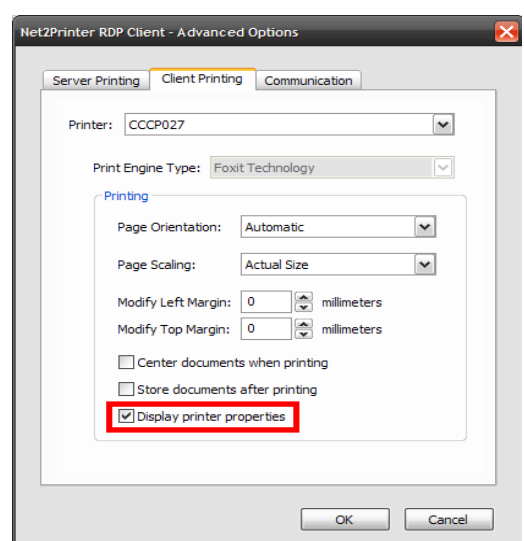 Net2Printer RDP Client - Advanced Options
Server Printing Client Printing Communication
Printer: CCCP027
Print Engine Type: Foxit Technology
Printing
Page Orientation: Automatic
Page Scaling: Actual Size
Modify Left Margin: 0 millimeters
Modify Top Margin: 0 millimeters
Center documents when printing
Store documents after printing
Display printer properties
OK Cancel